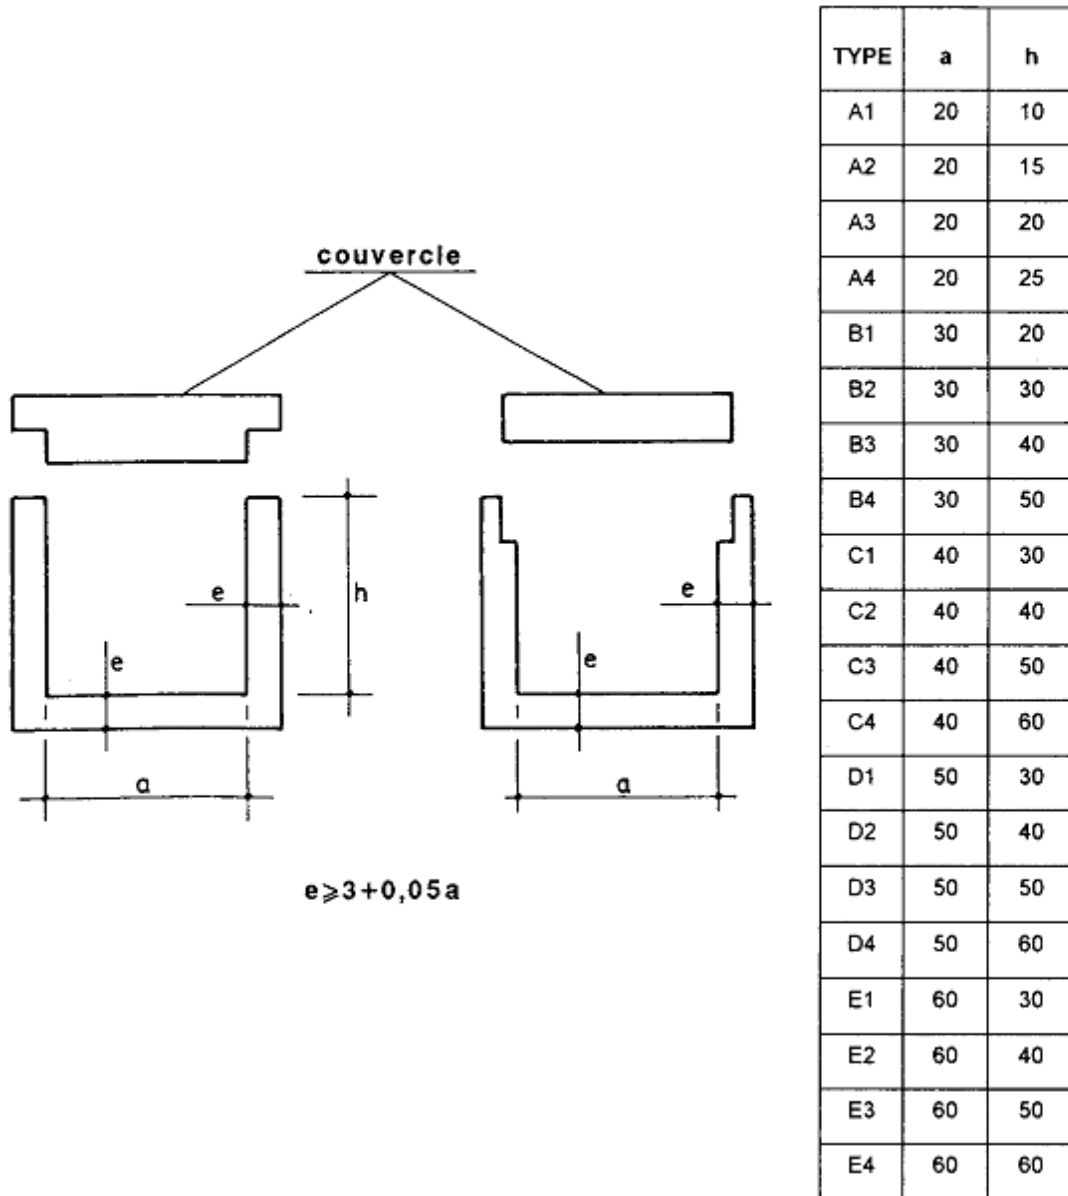 couvercle
e
h
e
a
e
e
a
e⩾3+0,05a
TYPE a h
A1 20 10
A2 20 15
A3 20 20
A4 20 25
B1 30 20
B2 30 30
B3 30 40
B4 30 50
C1 40 30
C2 40 40
C3 40 50
C4 40 60
D1 50 30
D2 50 40
D3 50 50
D4 50 60
E1 60 30
E2 60 40
E3 60 50
E4 60 60